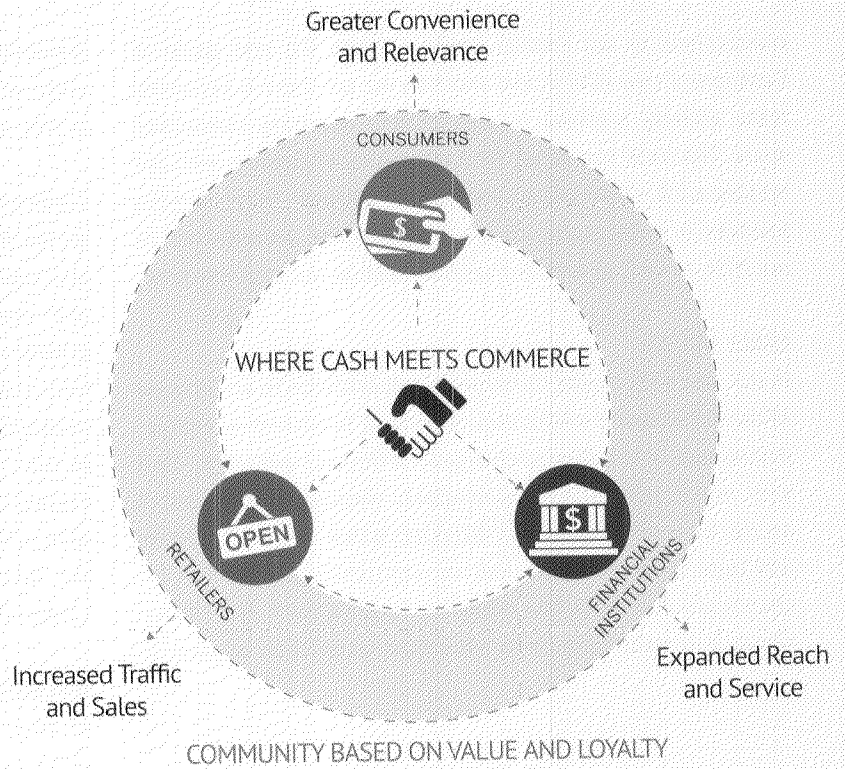 Greater Convenience
and Relevance
CONSUMERS
$
WHERE CASH MEETS COMMERCE
OPEN
$
RETAILERS
FINANCIAL
INSTITUTIONS
Increased Traffic
and Sales
Expanded Reach
and Service
COMMUNITY BASED ON VALUE AND LOYALTY